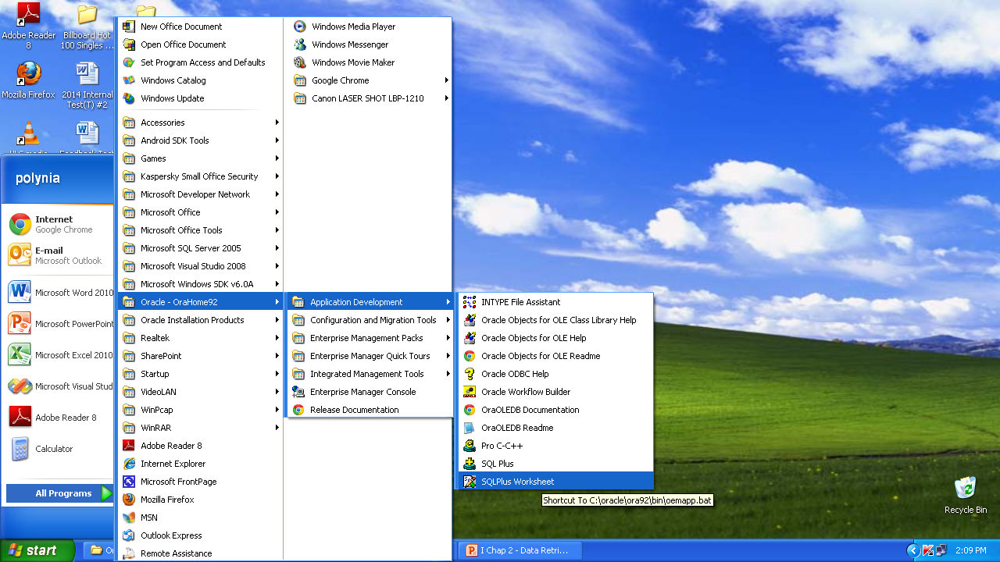 Adobe Reader
8
Billboard Hot
100 Singles ...
Mozilla Firefox
2014 Internal
Test(T) #2
polynia
Internet
Google Chrome
E-mail
Microsoft Outlook
Microsoft Word 2010
Microsoft PowerPoint
Microsoft Excel 2010
Microsoft Visual Stud
Adobe Reader 8
Calculator
All Programs
start
New Office Document
Open Office Document
Set Program Access and Defaults
Windows Catalog
Windows Update
Accessories
Android SDK Tools
Games
Kaspersky Small Office Security
Microsoft Developer Network
Microsoft Office
Microsoft Office Tools
Microsoft SQL Server 2005
Microsoft Visual Studio 2008
Microsoft Windows SDK v6.0A
Oracle - OraHome92
Oracle Installation Products
Realtek
SharePoint
Startup
VideoLAN
WinPcap
WinRAR
Adobe Reader 8
Internet Explorer
Microsoft FrontPage
Mozilla Firefox
MSN
Outlook Express
Remote Assistance
Windows Media Player
Windows Messenger
Windows Movie Maker
Google Chrome
Canon LASER SHOT LBP-1210
Application Development
Configuration and Migration Tools
Enterprise Management Packs
Enterprise Manager Quick Tours
Integrated Management Tools
Enterprise Manager Console
Release Documentation
INTYPE File Assistant
Oracle Objects for OLE Class Library Help
Oracle Objects for OLE Help
Oracle Objects for OLE Readme
Oracle ODBC Help
Oracle Workflow Builder
OraOLEDB Documentation
OraOLEDB Readme
Pro C-C++
SQL Plus
SQLPlus Worksheet
Shortcut To C:\oracle\ora92\bin\oemapp.bat
Recycle Bin
I Chap 2 - Data Retri...
2:09 PM